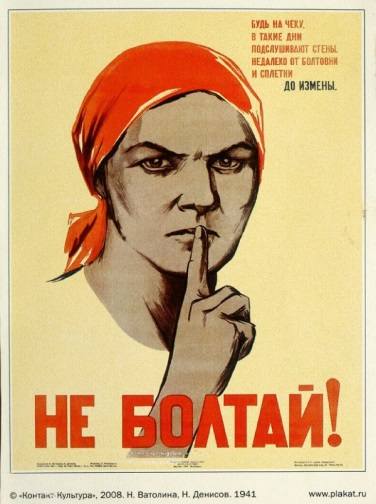 БУДЬ НА ЧЕКУ,
В ТАКИЕ ДНИ
ПОДСЛУШИВАЮТ СТЕНЫ.
НЕДАЛЕКО ОТ БОЛТОВНИ
И СПЛЕТНИ
ДО ИЗМЕНЫ.
НЕ БОЛТАЙ!
© «Контакт-Культура», 2008. Н. Ватолина, Н. Денисов. 1941
www.plakat.ru